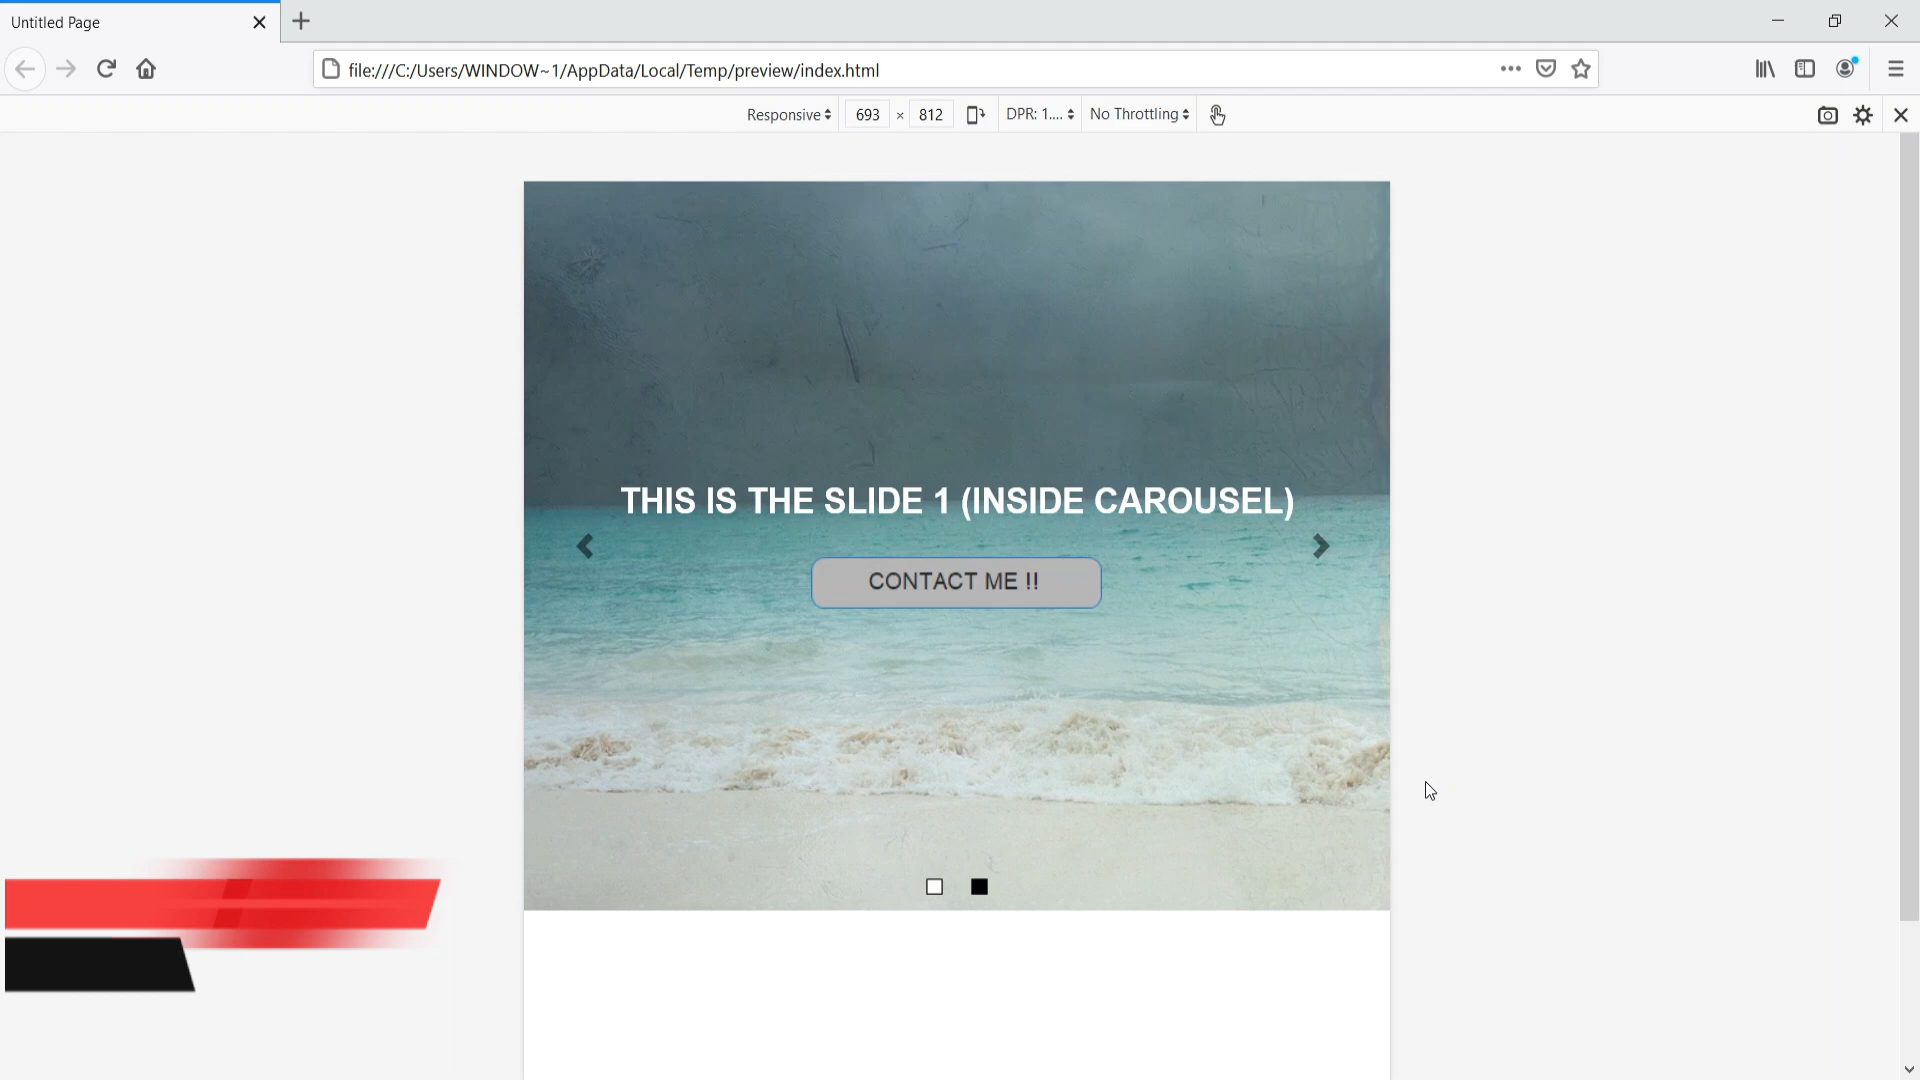 Untitled Page
file:///C:/Users/WINDOW~1/AppData/Local/Temp/preview/index.html
Responsive 693 × 812 DPR: 1.... No Throttling
THIS IS THE SLIDE 1 (INSIDE CAROUSEL)
CONTACT ME !!